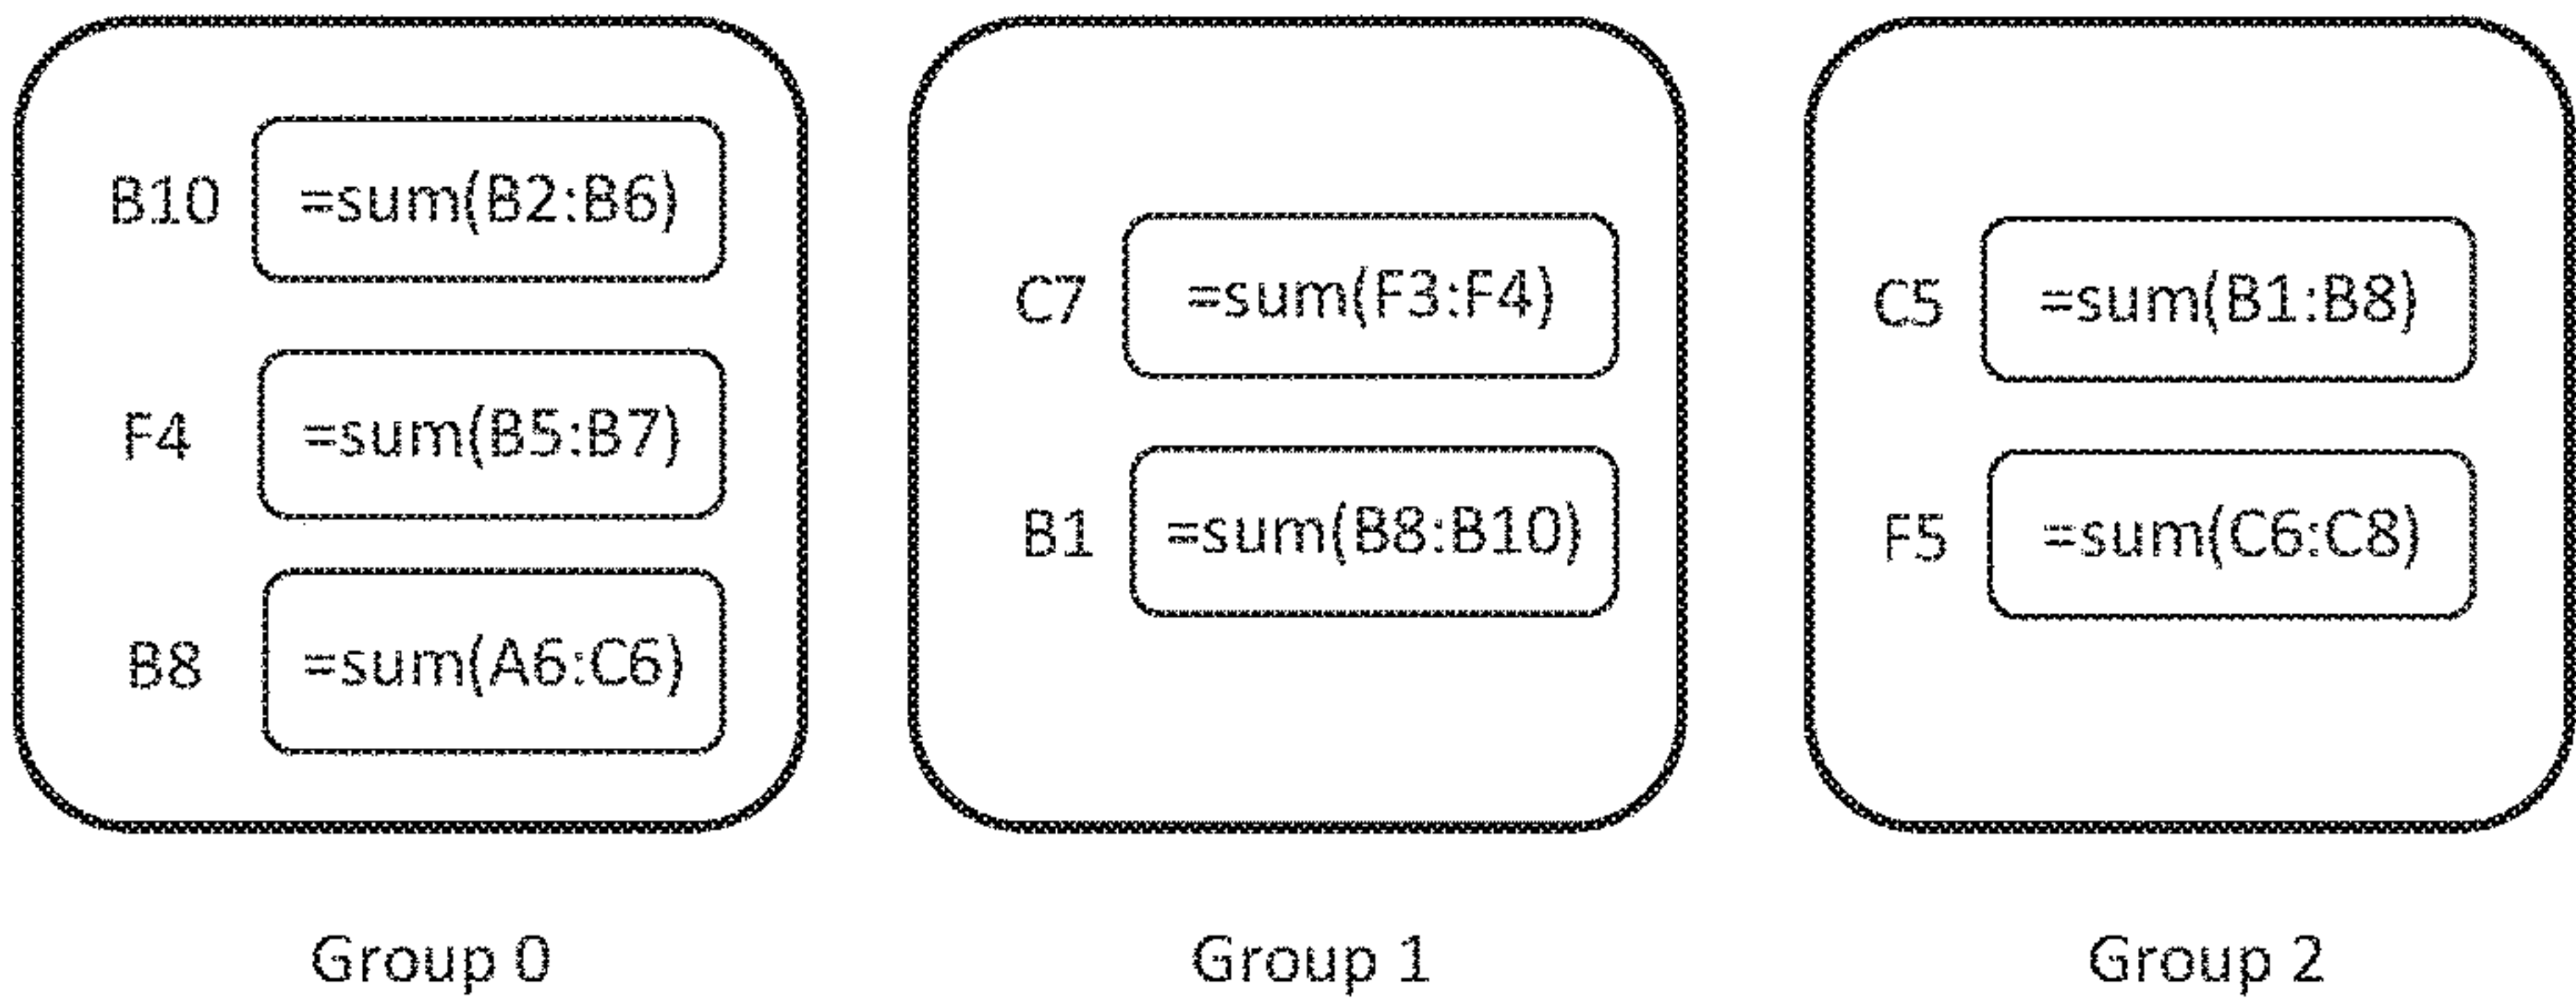 B10 =sum(B2:B6)
F4 =sum(B5:B7)
B8 =sum(A6:C6)
Group 0
C7 =sum(F3:F4)
B1 =sum(B8:B10)
Group 1
C5 =sum(B1:B8)
F5 =sum(C6:C8)
Group 2